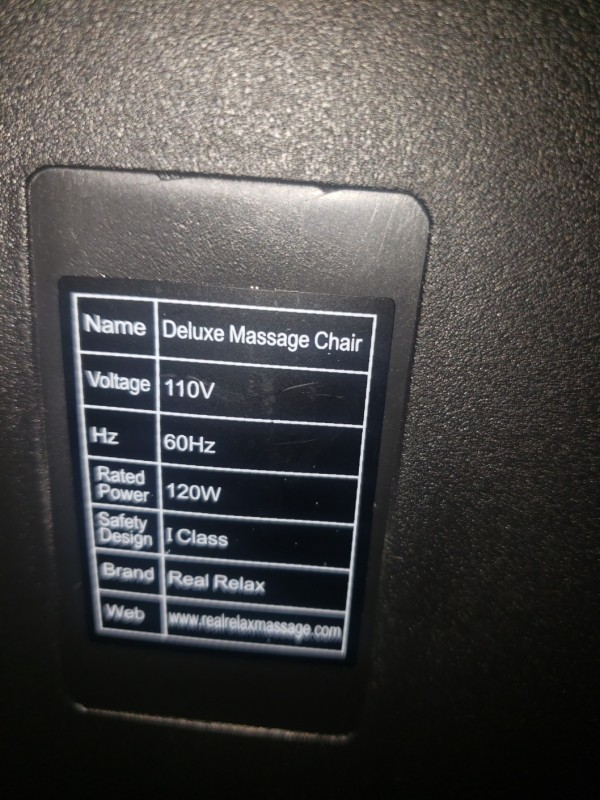 Name Deluxe Massage Chair
Voltage 110V
Hz 60Hz
Rated
Power 120W
Safety
Design I Class
Brand Real Relax
Web www.realrelaxmassage.com